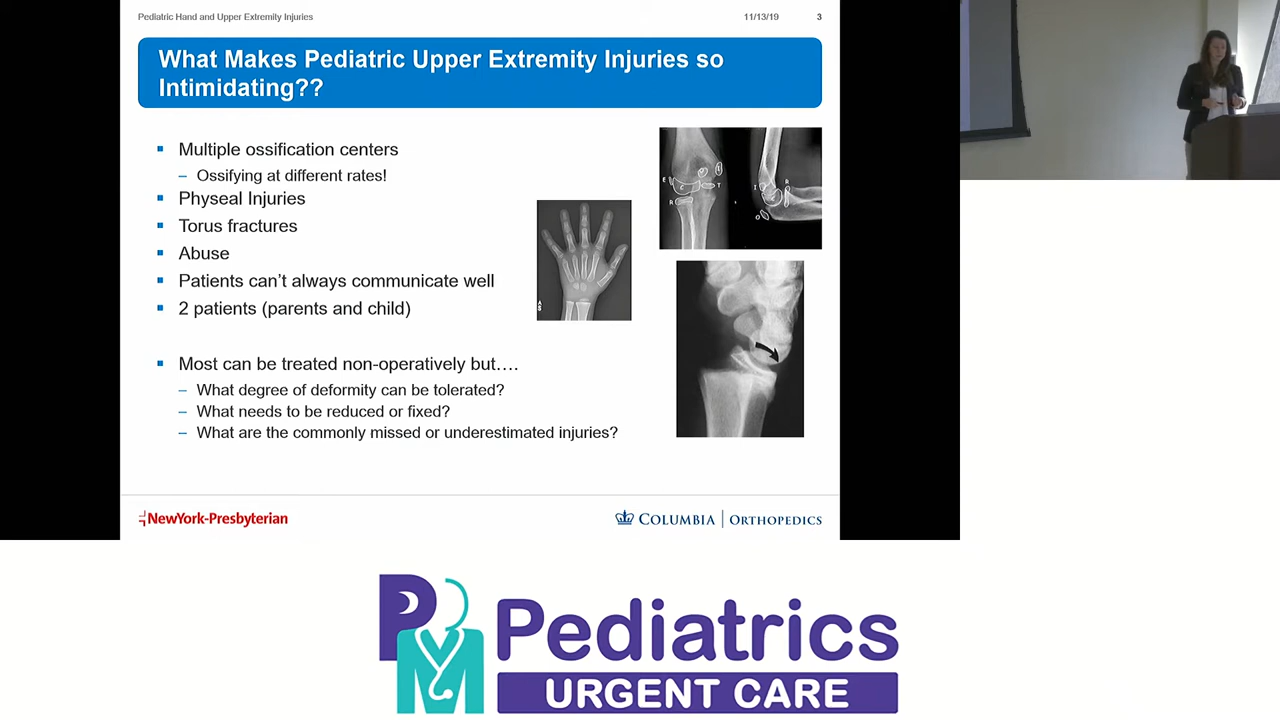 Pediatric Hand and Upper Extremity Injuries 11/13/19 3
What Makes Pediatric Upper Extremity Injuries so
Intimidating??
Multiple ossification centers
– Ossifying at different rates!
Physeal Injuries
Torus fractures
Abuse
Patients can't always communicate well
2 patients (parents and child)
Most can be treated non-operatively but….
– What degree of deformity can be tolerated?
– What needs to be reduced or fixed?
– What are the commonly missed or underestimated injuries?
E C T R
I R C O
NewYork-Presbyterian
COLUMBIA | ORTHOPEDICS
PM Pediatrics
URGENT CARE